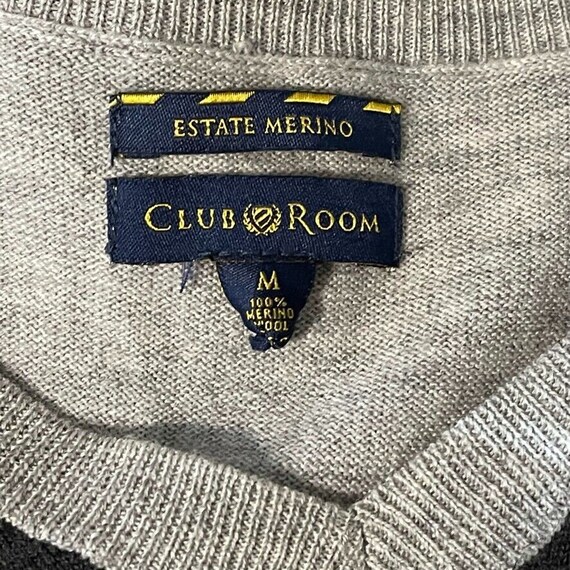 ESTATE MERINO
CLUB ROOM
M
100%
MERINO
WOOL